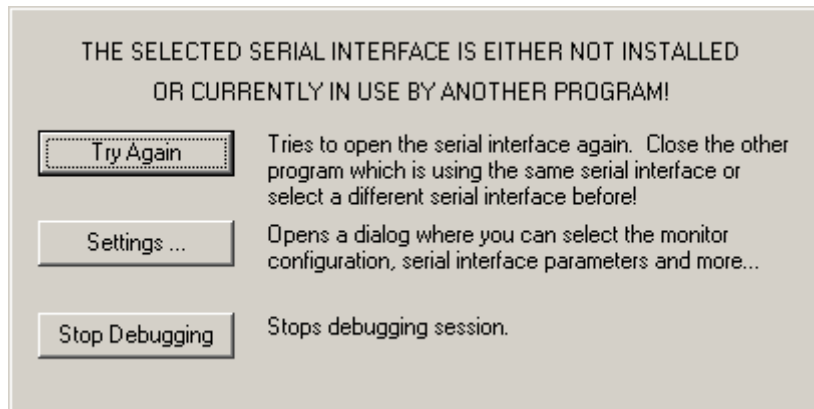 THE SELECTED SERIAL INTERFACE IS EITHER NOT INSTALLED
OR CURRENTLY IN USE BY ANOTHER PROGRAM!
Try Again
Tries to open the serial interface again. Close the other
program which is using the same serial interface or
select a different serial interface before!
Settings ...
Opens a dialog where you can select the monitor
configuration, serial interface parameters and more...
Stop Debugging
Stops debugging session.